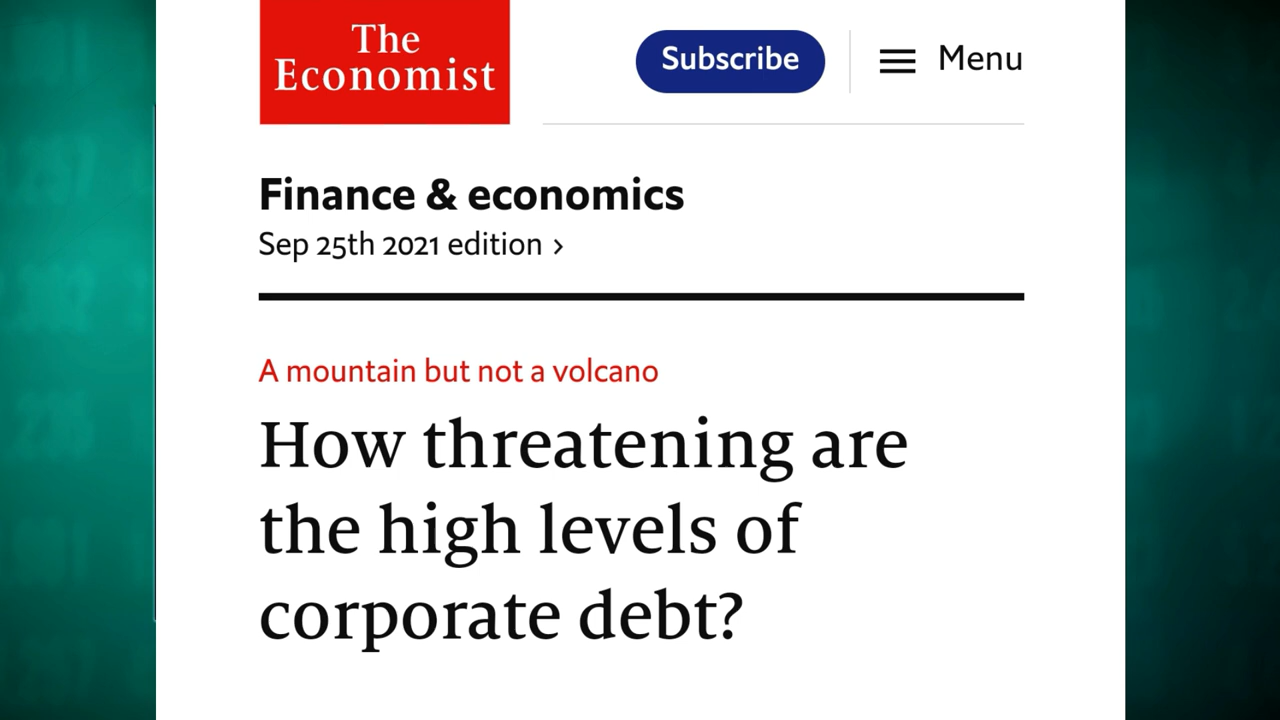 The
Economist
Subscribe
Menu
Finance & economics
Sep 25th 2021 edition >
A mountain but not a volcano
How threatening are
the high levels of
corporate debt?